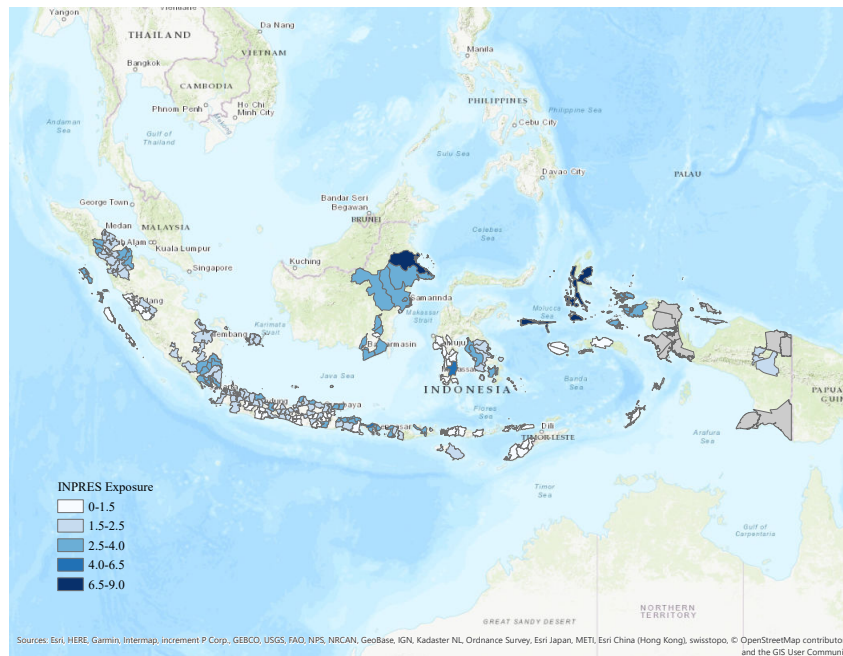 Yangon
Vientiane
Da Nang
THAILAND
VIETNAM
Manila
Bangkok
CAMBODIA
PHILIPPINES
Andaman
Sea
Phnom Penh
Ho Chi
Minh City
Philippine Sea
Cebu City
Gulf of
Thailand
Mekong
Sulu Sea
PALAU
Davao City
George Town
Bandar Seri
Begawan
Medan
MALAYSIA
BRUNEI
Celebes
Sea
Kuala Lumpur
Kuching
Singapore
Samarinda
Molucca
Sea
Makassar
Strait
Karimata
Strait
Java Sea
INDONESIA
Banda
Sea
PAPUA
Flores
Sea
Dili
TIMOR-LESTE
Arafura
Sea
Timor
Sea
INPRES Exposure
0-1.5
1.5-2.5
2.5-4.0
4.0-6.5
6.5-9.0
Gulf of
Carpentaria
NORTHERN
TERRITORY
GREAT SANDY DESERT
Sources: Esri, HERE, Garmin, Intermap, increment P Corp., GEBCO, USGS, FAO, NPS, NRCAN, GeoBase, IGN, Kadaster NL, Ordnance Survey, Esri Japan, METI, Esri China (Hong Kong), swisstopo, © OpenStreetMap contributo
and the GIS User Communi